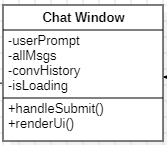 Chat Window
-userPrompt
-allMsgs
-convHistory
-isLoading
+handleSubmit()
+renderUi()